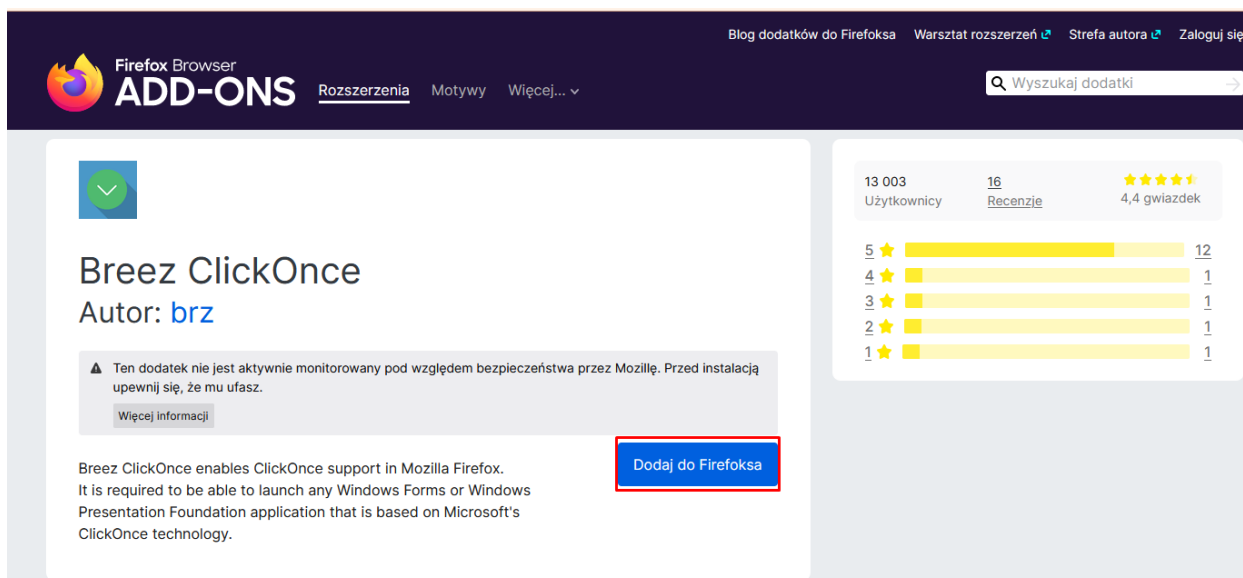 Blog dodatków do Firefoksa Warsztat rozszerzeń Strefa autora Zaloguj się
Firefox Browser
ADD-ONS
Rozszerzenia Motywy Więcej...
Wyszukaj dodatki
Breez ClickOnce
Autor: brz
Ten dodatek nie jest aktywnie monitorowany pod względem bezpieczeństwa przez Mozillę. Przed instalacją
upewnij się, że mu ufasz.
Więcej informacji
Breez ClickOnce enables ClickOnce support in Mozilla Firefox.
It is required to be able to launch any Windows Forms or Windows
Presentation Foundation application that is based on Microsoft's
ClickOnce technology.
Dodaj do Firefoksa
13 003 16
Użytkownicy Recenzje 4,4 gwiazdek
5 12
4 1
3 1
2 1
1 1